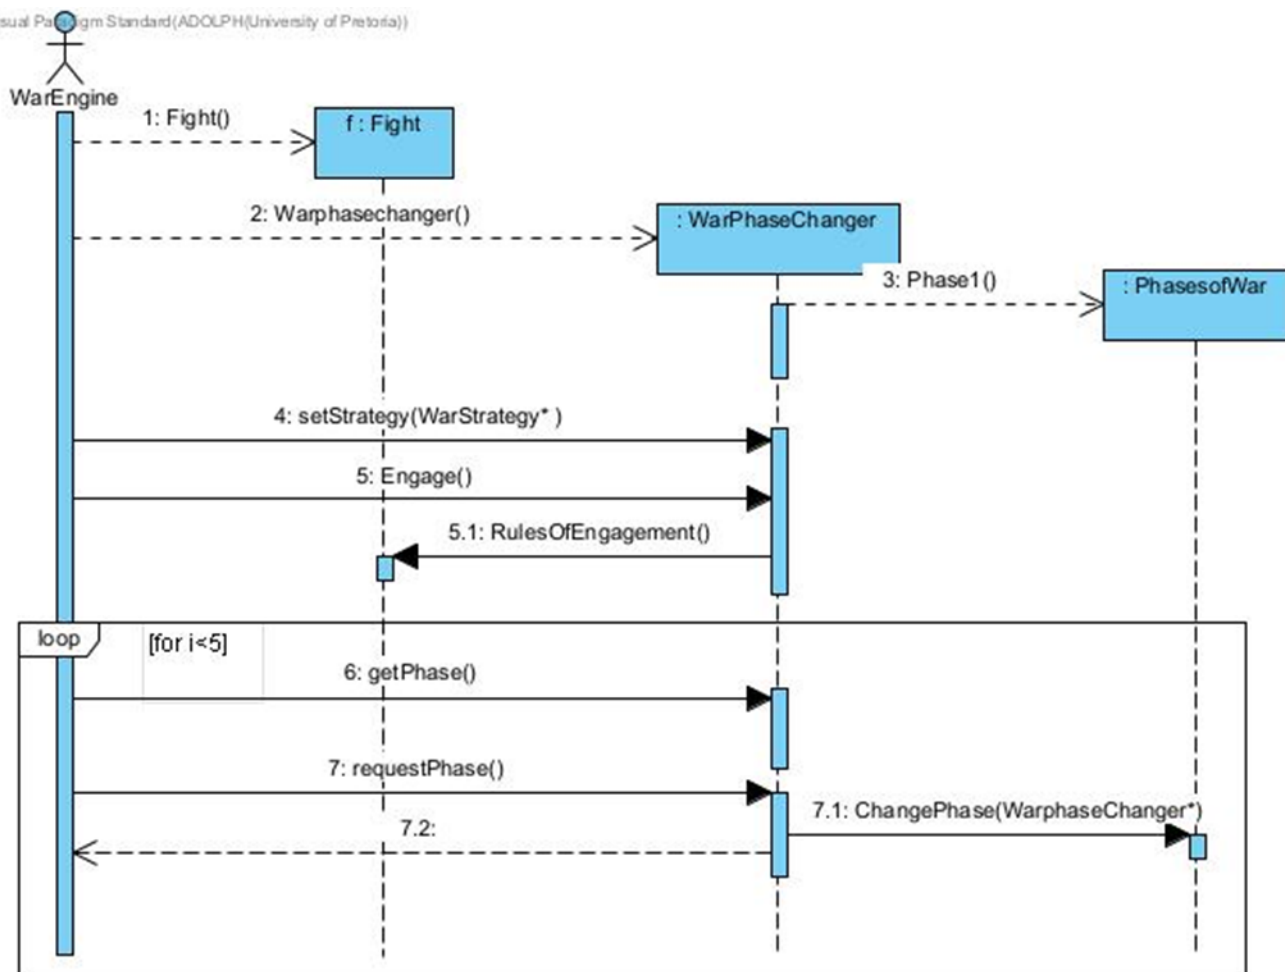 sual Paradigm Standard(ADOLPH(University of Pretoria))
WarEngine
1: Fight()
f : Fight
2: Warphasechanger()
: WarPhaseChanger
3: Phase1()
: PhasesofWar
4: setStrategy(WarStrategy* )
5: Engage()
5.1: RulesOfEngagement()
loop
[for i<5]
6: getPhase()
7: requestPhase()
7.1: ChangePhase(WarphaseChanger*)
7.2: